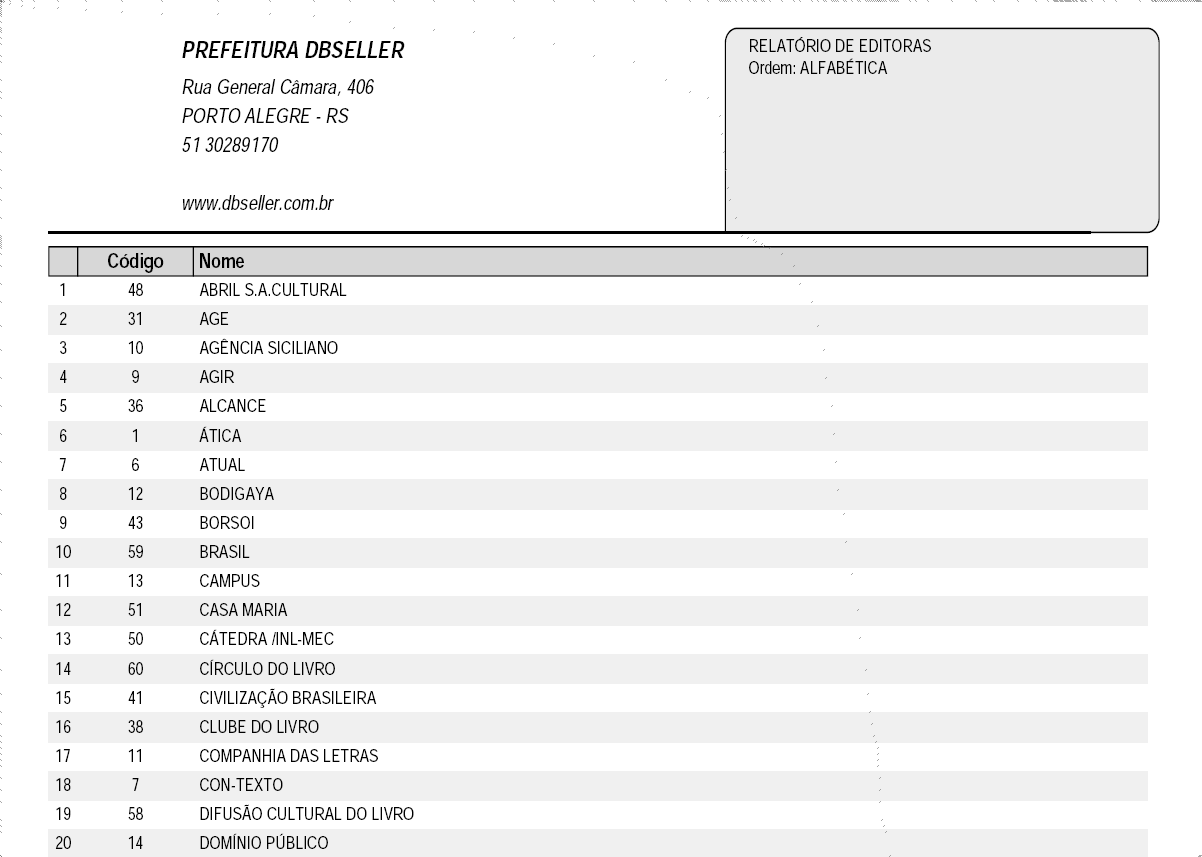 PREFEITURA DBSELLER
Rua General Câmara, 406
PORTO ALEGRE - RS
51 30289170
www.dbseller.com.br
RELATÓRIO DE EDITORAS
Ordem: ALFABÉTICA
Código Nome
1 48 ABRIL S.A.CULTURAL
2 31 AGE
3 10 AGÊNCIA SICILIANO
4 9 AGIR
5 36 ALCANCE
6 1 ÁTICA
7 6 ATUAL
8 12 BODIGAYA
9 43 BORSOI
10 59 BRASIL
11 13 CAMPUS
12 51 CASA MARIA
13 50 CÁTEDRA /INL-MEC
14 60 CÍRCULO DO LIVRO
15 41 CIVILIZAÇÃO BRASILEIRA
16 38 CLUBE DO LIVRO
17 11 COMPANHIA DAS LETRAS
18 7 CON-TEXTO
19 58 DIFUSÃO CULTURAL DO LIVRO
20 14 DOMÍNIO PÚBLICO